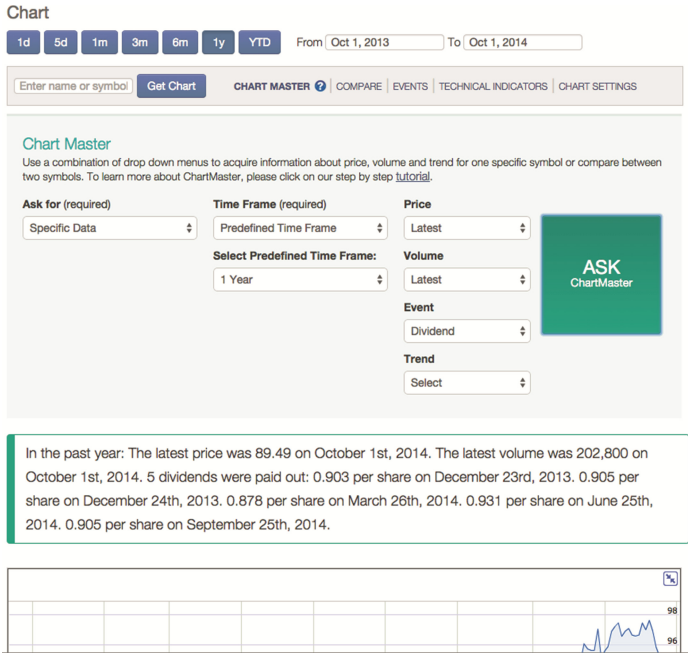 Chart
1d 5d 1m 3m 6m 1y YTD From Oct 1, 2013 To Oct 1, 2014
Enter name or symbol Get Chart CHART MASTER ? COMPARE EVENTS TECHNICAL INDICATORS CHART SETTINGS
Chart Master
Use a combination of drop down menus to acquire information about price, volume and trend for one specific symbol or compare between
two symbols. To learn more about ChartMaster, please click on our step by step tutorial.
Ask for (required) Time Frame (required) Price
Specific Data Predefined Time Frame Latest
Select Predefined Time Frame: Volume
1 Year Latest
ASK
ChartMaster
Event
Dividend
Trend
Select
In the past year: The latest price was 89.49 on October 1st, 2014. The latest volume was 202,800 on
October 1st, 2014. 5 dividends were paid out: 0.903 per share on December 23rd, 2013. 0.905 per
share on December 24th, 2013. 0.878 per share on March 26th, 2014. 0.931 per share on June 25th,
2014. 0.905 per share on September 25th, 2014.
98
96